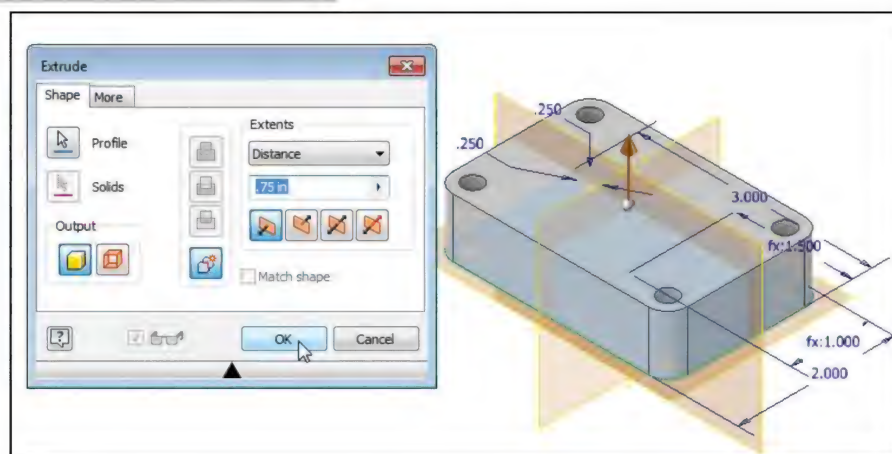 Extrude
Shape More
Profile
Solids
Output
Extents
Distance
.75 in
Match shape
?
OK
Cancel
.250
.250
3.000
fx:1.500
fx:1.000
2.000